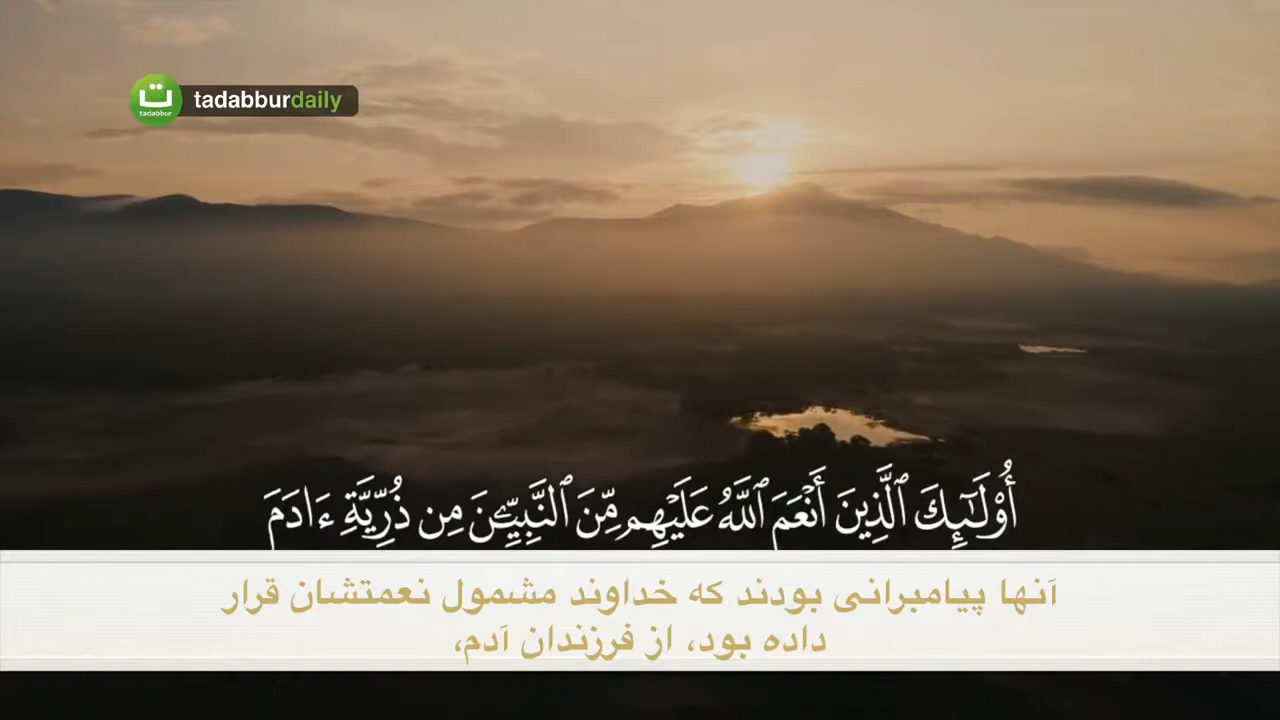 ت
tadabbur
tadabburdaily
أُوْلَـٰٓئِكَ ٱلَّذِينَ أَنْعَمَ ٱللَّهُ عَلَيْهِم مِّنَ ٱلنَّبِيِّـۧنَ مِن ذُرِّيَّةِ ءَادَمَ
آنها پیامبرانی بودند که خداوند مشمول نعمتشان قرار
داده بود، از فرزندان آدم،